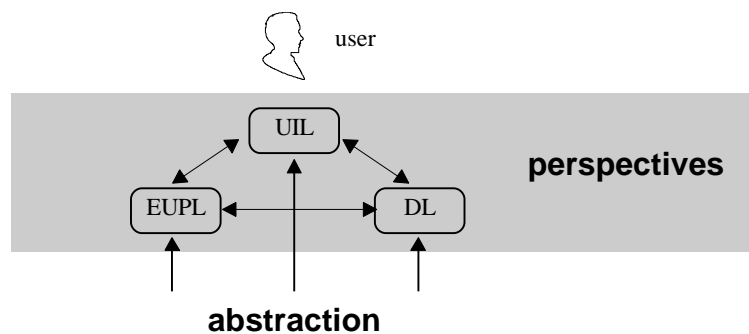 user
UIL
perspectives
EUPL
DL
abstraction